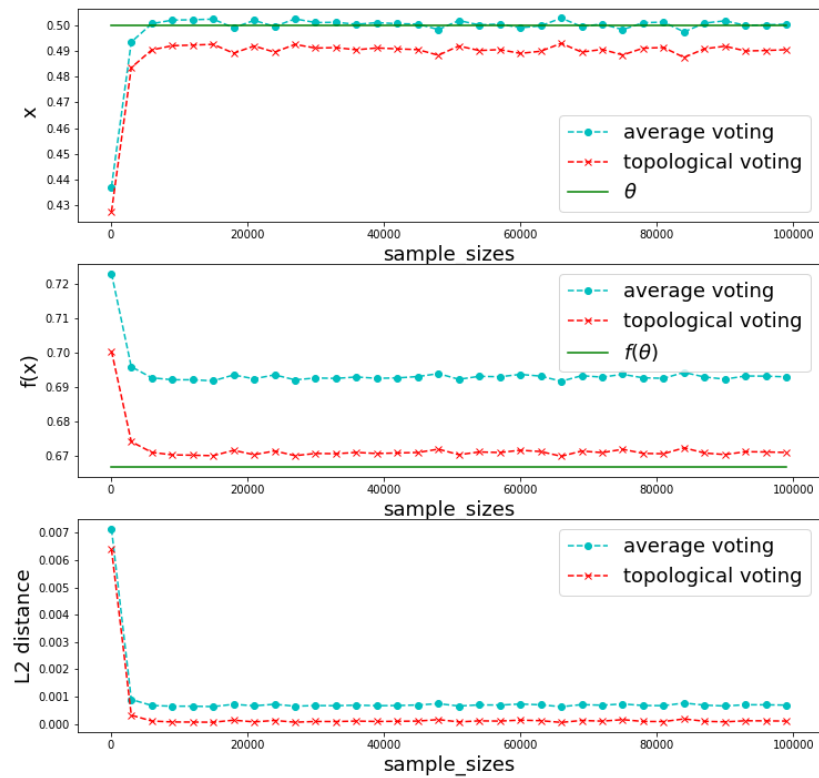 x
0.50
0.49
0.48
0.47
0.46
0.45
0.44
0.43
average voting
topological voting
θ
0 20000 40000 60000 80000 100000
sample_sizes
f(x)
0.72
0.71
0.70
0.69
0.68
0.67
average voting
topological voting
f(θ)
0 20000 40000 60000 80000 100000
sample_sizes
L2 distance
0.007
0.006
0.005
0.004
0.003
0.002
0.001
0.000
average voting
topological voting
0 20000 40000 60000 80000 100000
sample_sizes